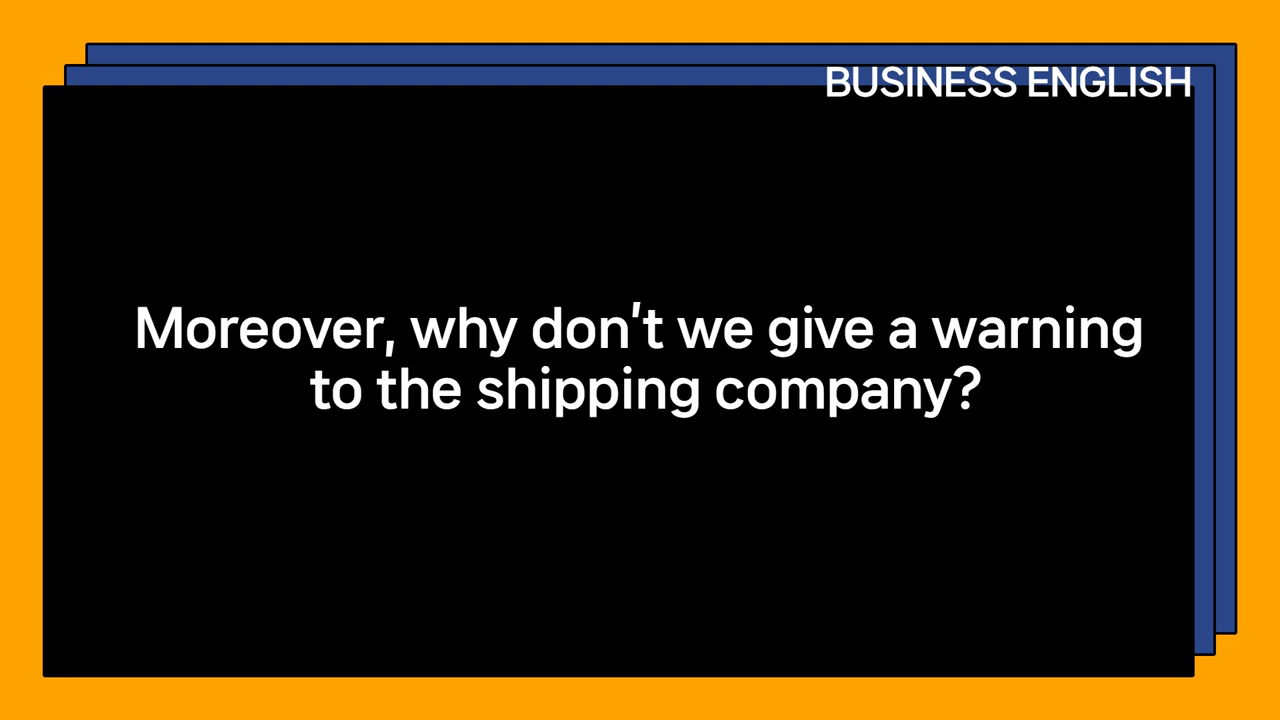 BUSINESS ENGLISH
Moreover, why don't we give a warning
to the shipping company?